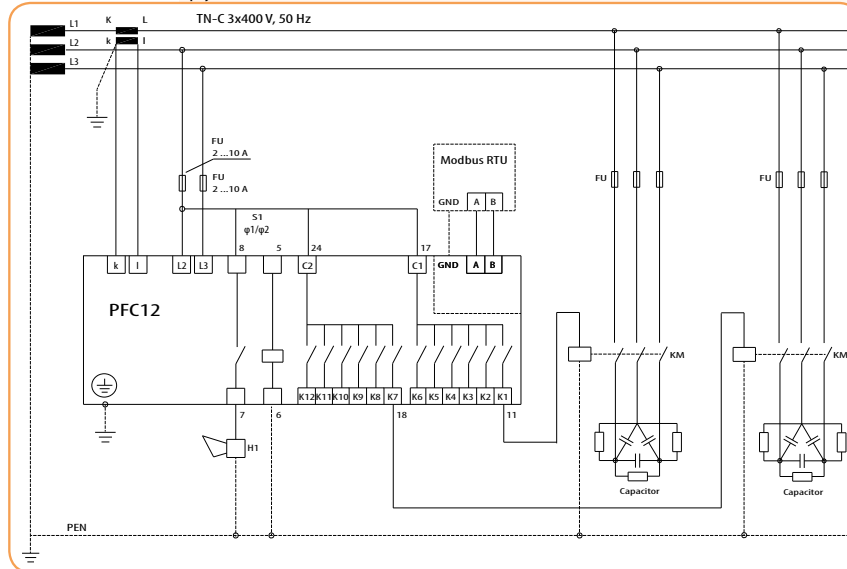 TN-C 3x400 V, 50 Hz
L1
K
L
L2
k
l
L3
FU
2 ...10 A
FU
2 ...10 A
Modbus RTU
GND
A
B
FU
FU
S1
φ1/φ2
8
5
24
17
k
l
L2
L3
C2
C1
GND
A
B
PFC12
KM
KM
K12
K11
K10
K9
K8
K7
K6
K5
K4
K3
K2
K1
7
6
18
11
H1
Capacitor
Capacitor
PEN